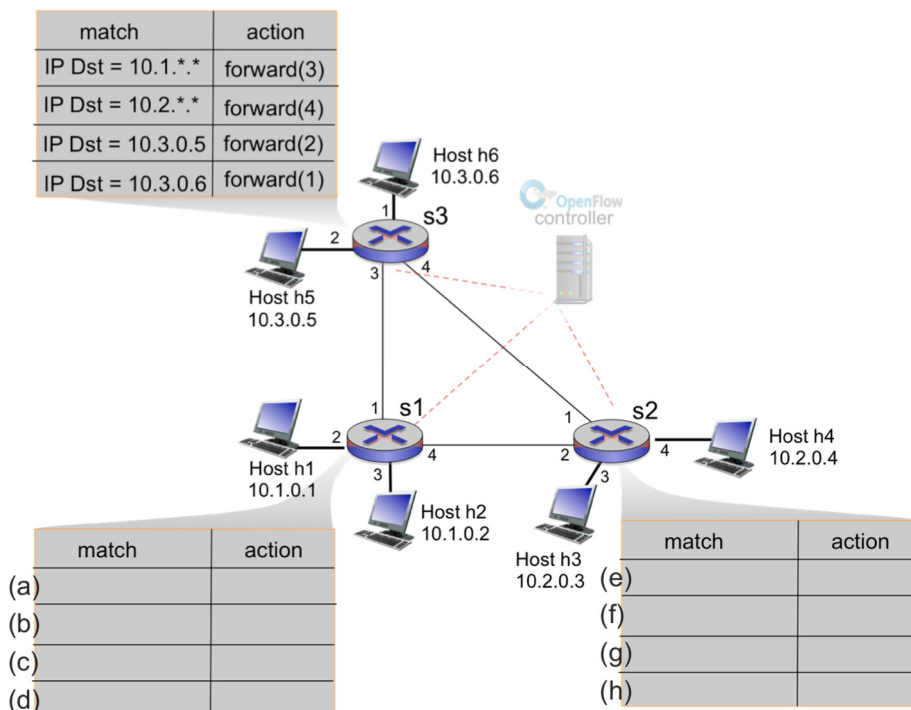 match action
IP Dst = 10.1.*.* forward(3)
IP Dst = 10.2.*.* forward(4)
IP Dst = 10.3.0.5 forward(2)
IP Dst = 10.3.0.6 forward(1)
Host h6
10.3.0.6
OpenFlow
controller
1
s3
2
3
4
Host h5
10.3.0.5
1
s1
2
3
4
Host h1
10.1.0.1
Host h2
10.1.0.2
1
s2
2
3
4
Host h4
10.2.0.4
Host h3
10.2.0.3
match action
(a)
(b)
(c)
(d)
match action
(e)
(f)
(g)
(h)